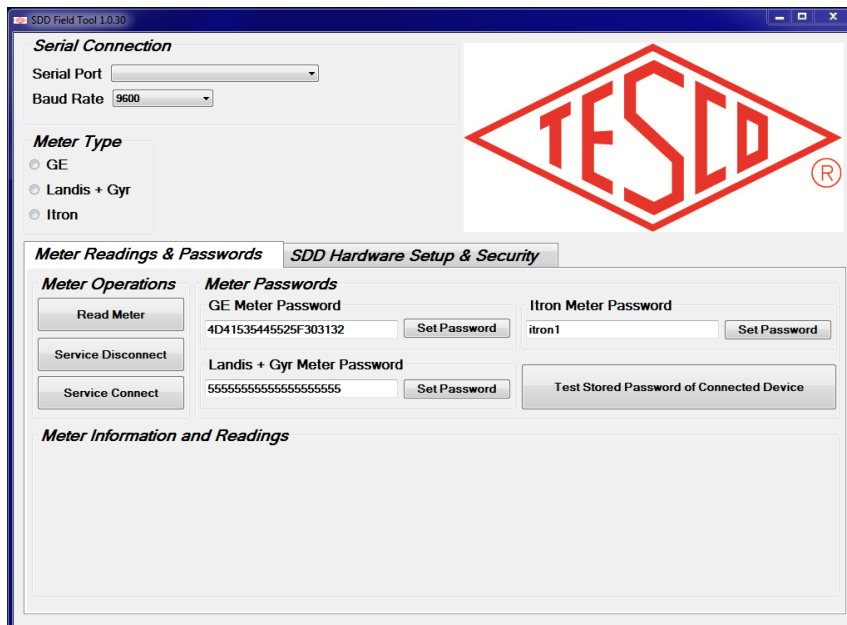 SDD Field Tool 1.0.30
Serial Connection
Serial Port
Baud Rate 9600
TESCO
®
Meter Type
GE
Landis + Gyr
Itron
Meter Readings & Passwords SDD Hardware Setup & Security
Meter Operations
Read Meter
Service Disconnect
Service Connect
Meter Passwords
GE Meter Password
4D41535445525F303132 Set Password
Itron Meter Password
itron1 Set Password
Landis + Gyr Meter Password
55555555555555555555 Set Password
Test Stored Password of Connected Device
Meter Information and Readings